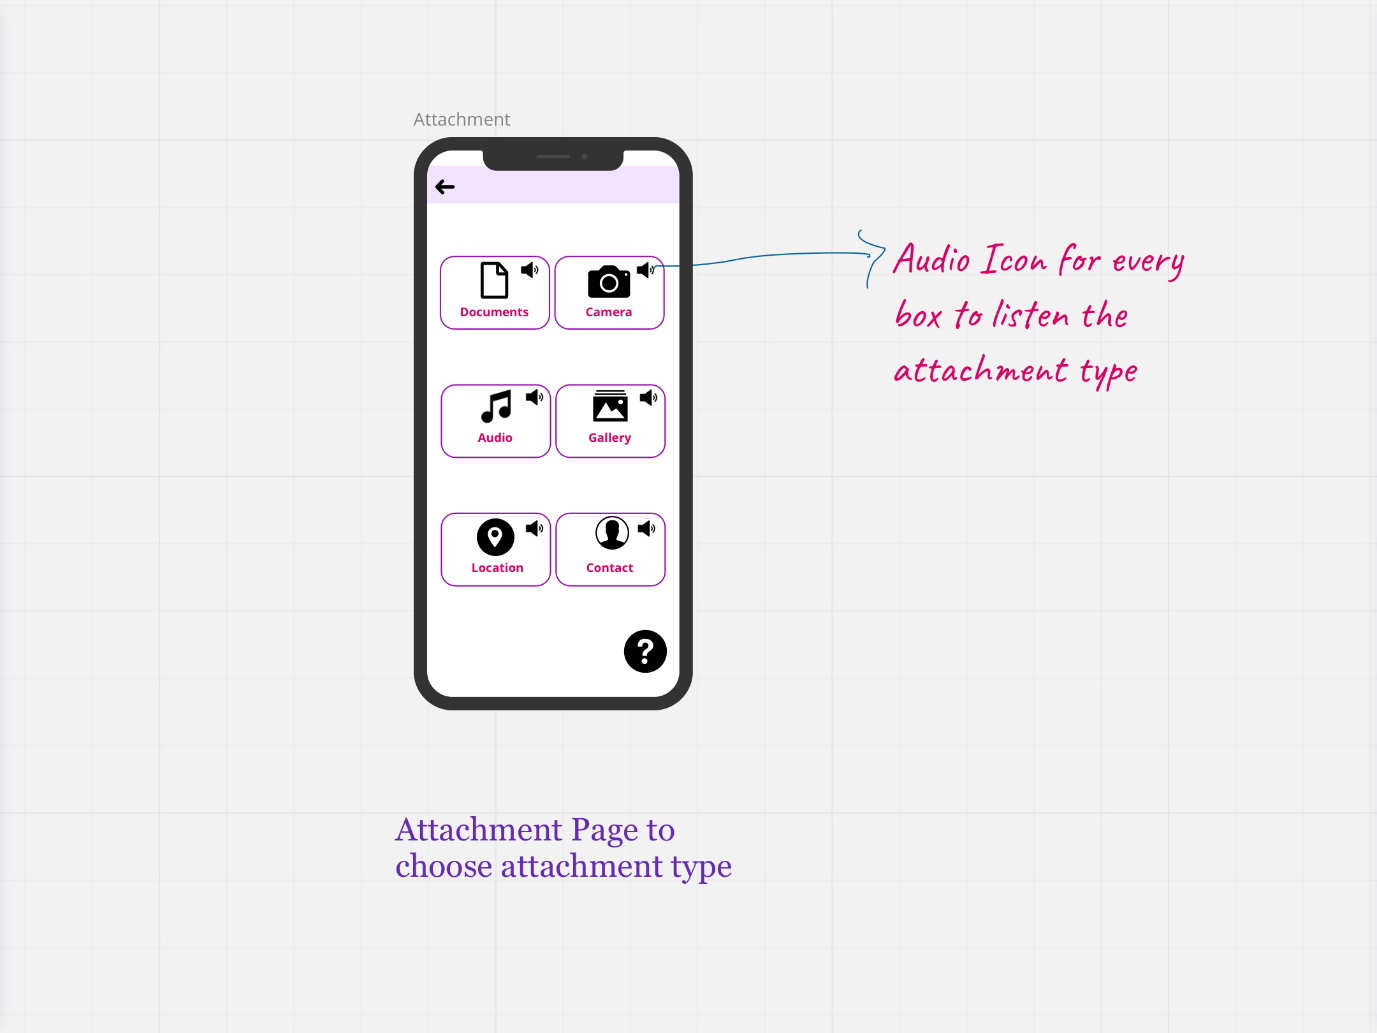 Attachment
Documents
Camera
Audio Icon for every
box to listen the
attachment type
Audio
Gallery
Location
Contact
?
Attachment Page to
choose attachment type